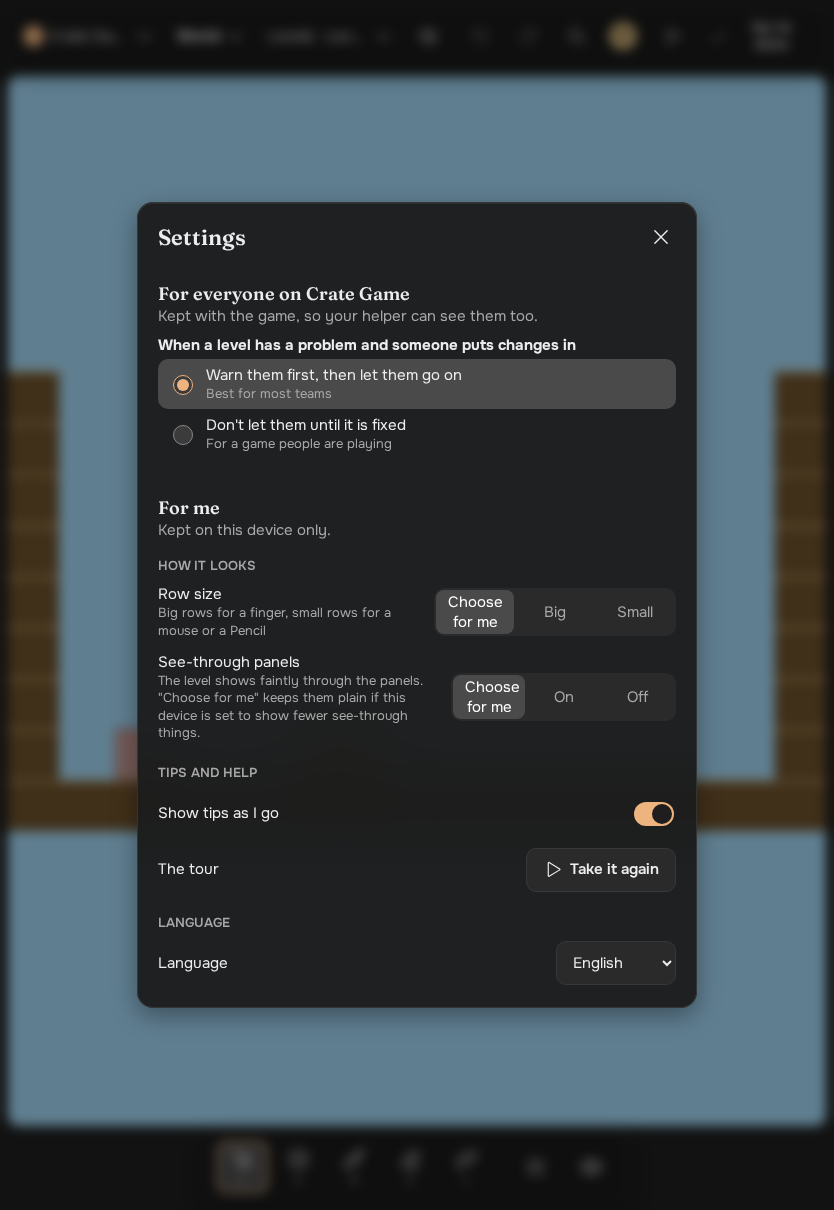 Settings
For everyone on Crate Game
Kept with the game, so your helper can see them too.
When a level has a problem and someone puts changes in
Warn them first, then let them go on
Best for most teams
Don't let them until it is fixed
For a game people are playing
For me
Kept on this device only.
HOW IT LOOKS
Row size
Big rows for a finger, small rows for a
mouse or a Pencil
Choose
for me
Big
Small
See-through panels
The level shows faintly through the panels.
"Choose for me" keeps them plain if this
device is set to show fewer see-through
things.
Choose
for me
On
Off
TIPS AND HELP
Show tips as I go
The tour
Take it again
LANGUAGE
Language
English